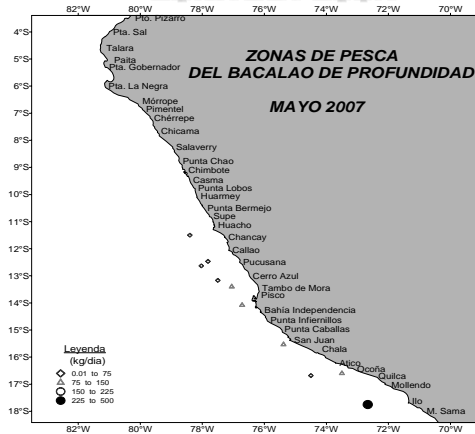 82°W 80°W 78°W 76°W 74°W 72°W 70°W
Pto. Pizarro
4°S
Pta. Sal
Talara
5°S
Paita
Pta. Gobernador
6°S
Pta. La Negra
ZONAS DE PESCA
DEL BACALAO DE PROFUNDIDAD
MAYO 2007
Mórrope
Pimentel
7°S
Chérrepe
Chicama
8°S
Salaverry
Punta Chao
9°S
Chimbote
Casma
Punta Lobos
10°S
Huarmey
Punta Bermejo
Supe
11°S
Huacho
Chancay
12°S
Callao
Pucusana
13°S
Cerro Azul
Tambo de Mora
Pisco
14°S
Bahía Independencia
Punta Infiernillos
15°S
Punta Caballas
San Juan
Chala
16°S
Atico
Ocoña
Quilca
17°S
Mollendo
Ilo
18°S
M. Sama
Leyenda
(kg/dia)
0.01 to 75
75 to 150
150 to 225
225 to 500
82°W 80°W 78°W 76°W 74°W 72°W 70°W